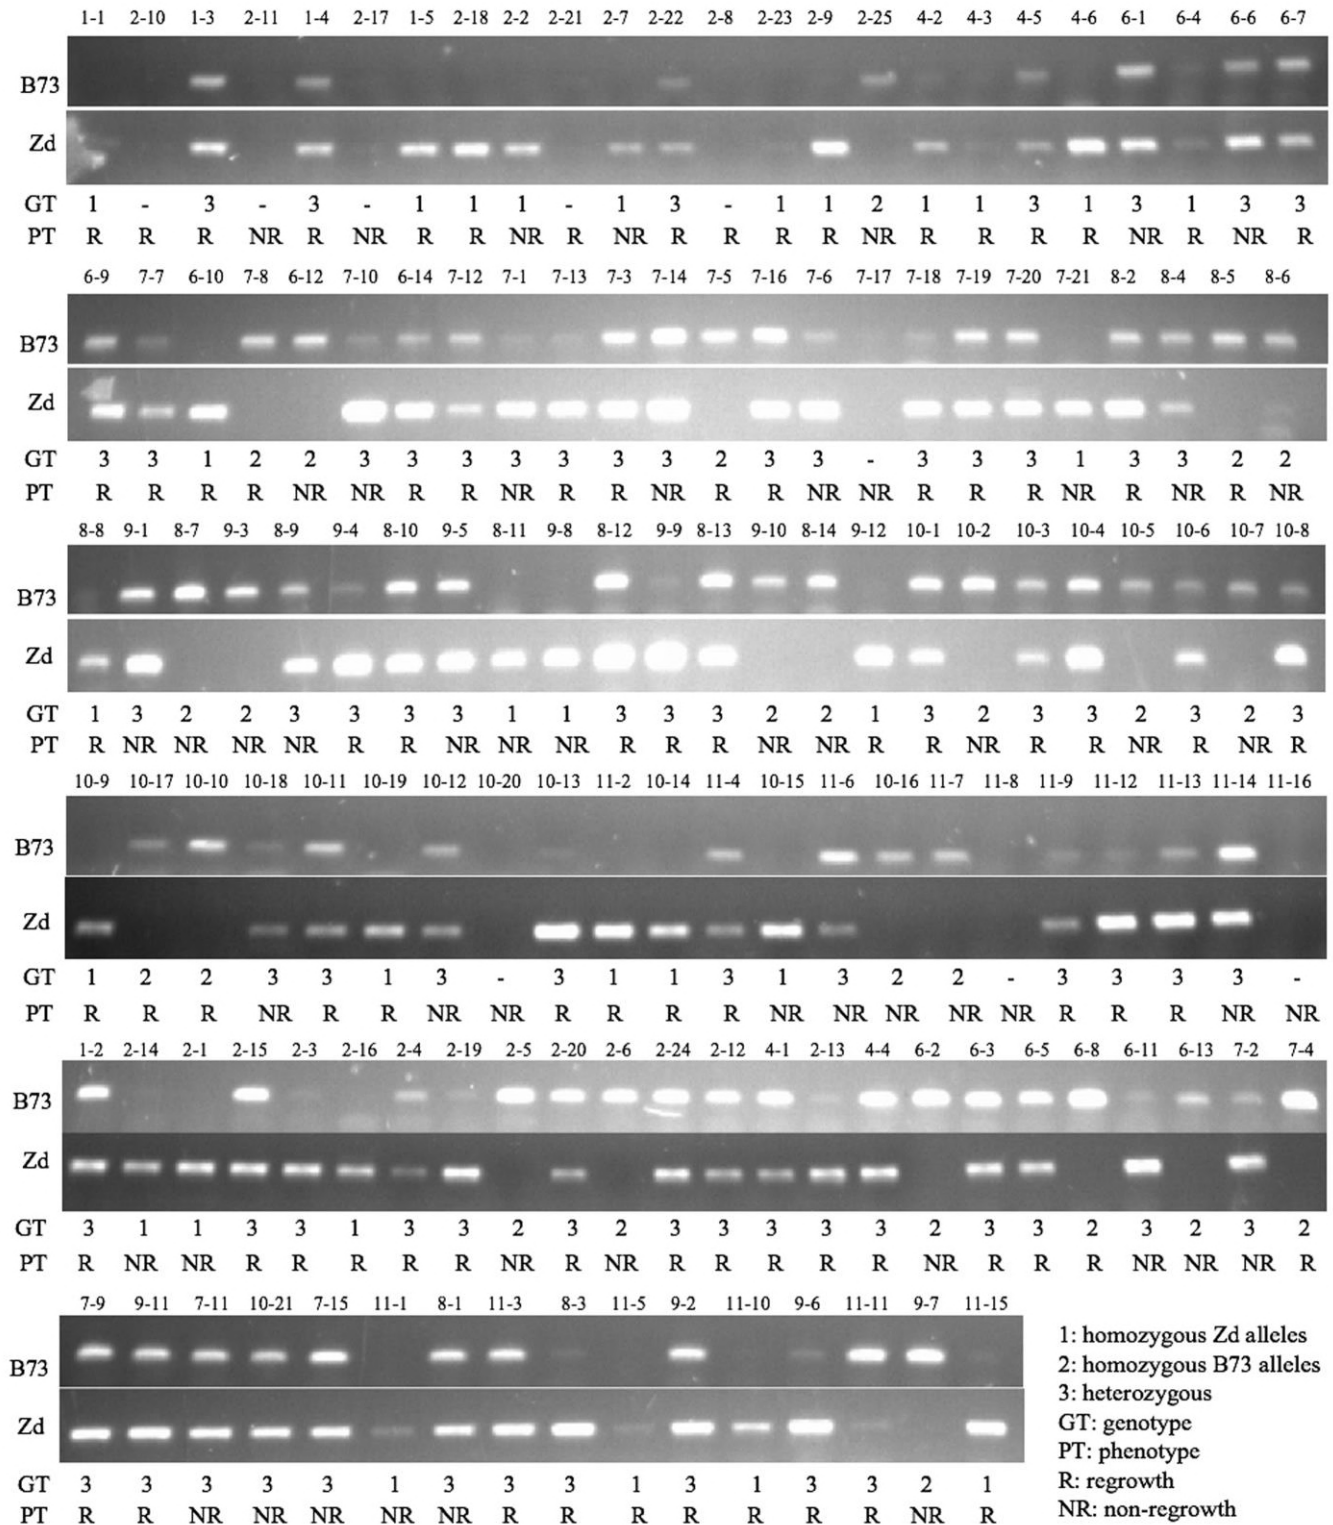 1-1 2-10 1-3 2-11 1-4 2-17 1-5 2-18 2-2 2-21 2-7 2-22 2-8 2-23 2-9 2-25 4-2 4-3 4-5 4-6 6-1 6-4 6-6 6-7
B73
Zd
GT 1 - 3 - 3 - 1 1 1 - 1 3 - 1 1 2 1 1 3 1 3 1 3 3
PT R R R NR R NR R R NR R NR R R R R NR R R R R NR R NR R
6-9 7-7 6-10 7-8 6-12 7-10 6-14 7-12 7-1 7-13 7-3 7-14 7-5 7-16 7-6 7-17 7-18 7-19 7-20 7-21 8-2 8-4 8-5 8-6
B73
Zd
GT 3 3 1 2 2 3 3 3 3 3 3 3 2 3 3 - 3 3 3 1 3 3 2 2
PT R R R R NR NR R R NR R R NR R R NR NR R R R NR R NR R NR
8-8 9-1 8-7 9-3 8-9 9-4 8-10 9-5 8-11 9-8 8-12 9-9 8-13 9-10 8-14 9-12 10-1 10-2 10-3 10-4 10-5 10-6 10-7 10-8
B73
Zd
GT 1 3 2 2 3 3 3 3 1 1 3 3 3 2 2 1 3 2 3 3 2 3 2 3
PT R NR NR NR NR R R NR NR NR R R R NR NR R R NR R R NR R NR R
10-9 10-17 10-10 10-18 10-11 10-19 10-12 10-20 10-13 11-2 10-14 11-4 10-15 11-6 10-16 11-7 11-8 11-9 11-12 11-13 11-14 11-16
B73
Zd
GT 1 2 2 3 3 1 3 - 3 1 1 3 1 3 2 2 - 3 3 3 3 -
PT R R R NR R R NR NR R R R R NR NR NR NR NR R R R NR NR
1-2 2-14 2-1 2-15 2-3 2-16 2-4 2-19 2-5 2-20 2-6 2-24 2-12 4-1 2-13 4-4 6-2 6-3 6-5 6-8 6-11 6-13 7-2 7-4
B73
Zd
GT 3 1 1 3 3 1 3 3 2 3 2 3 3 3 3 3 2 3 3 2 3 2 3 2
PT R NR NR R R R R R NR R NR R R R R R NR R R R NR NR NR R
7-9 9-11 7-11 10-21 7-15 11-1 8-1 11-3 8-3 11-5 9-2 11-10 9-6 11-11 9-7 11-15
B73
Zd
GT 3 3 3 3 3 1 3 3 3 1 3 1 3 3 2 1
PT R R NR NR NR NR NR R R R R R R R NR R
1: homozygous Zd alleles
2: homozygous B73 alleles
3: heterozygous
GT: genotype
PT: phenotype
R: regrowth
NR: non-regrowth